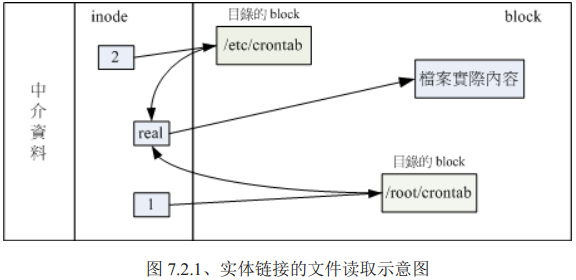 inode
目錄的 block
block
2
/etc/crontab
中介資料
檔案實際內容
real
目錄的 block
1
/root/crontab
图 7.2.1、实体链接的文件读取示意图